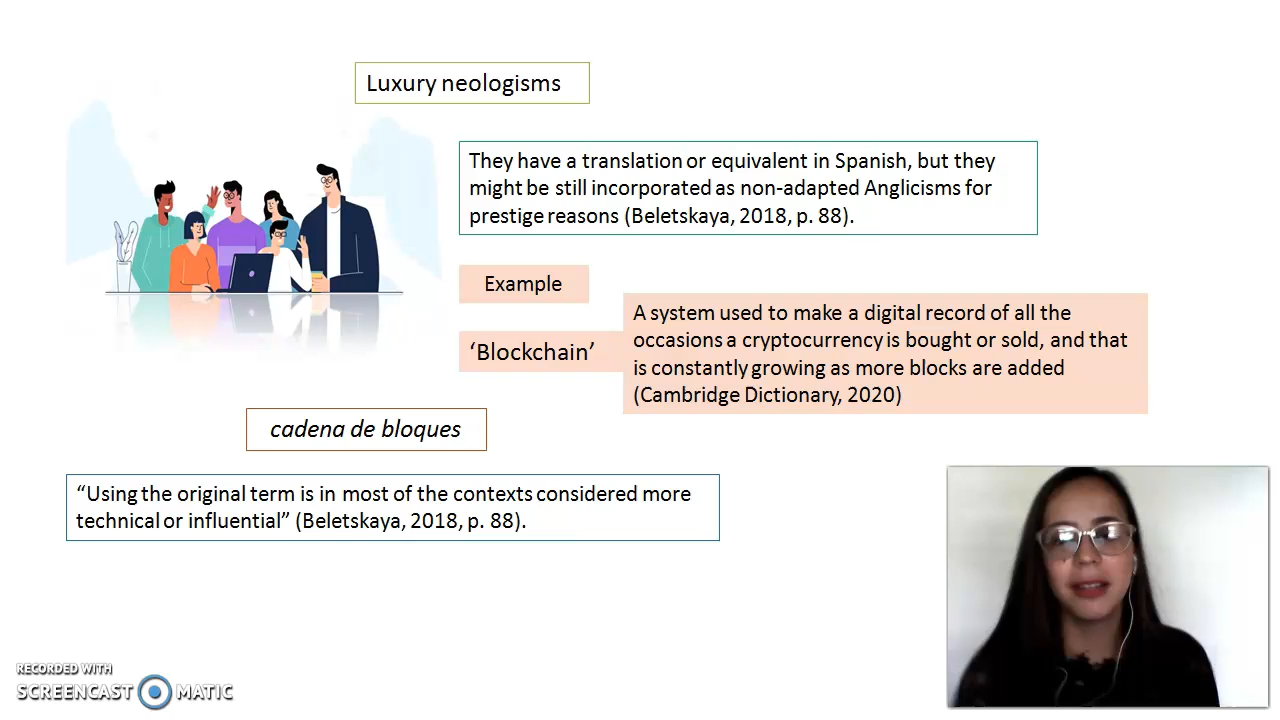 Luxury neologisms
They have a translation or equivalent in Spanish, but they
might be still incorporated as non-adapted Anglicisms for
prestige reasons (Beletskaya, 2018, p. 88).
Example
‘Blockchain’
A system used to make a digital record of all the
occasions a cryptocurrency is bought or sold, and that
is constantly growing as more blocks are added
(Cambridge Dictionary, 2020)
cadena de bloques
“Using the original term is in most of the contexts considered more
technical or influential” (Beletskaya, 2018, p. 88).
RECORDED WITH
SCREENCAST MATIC